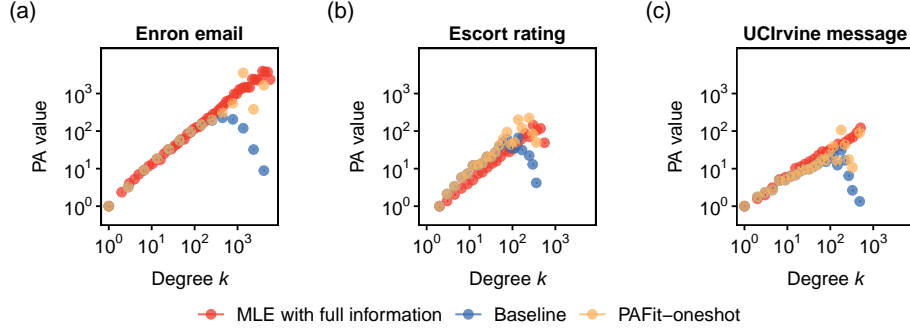 (a)
(b)
(c)
Enron email
Escort rating
UCIrvine message
PA value
10³
10²
10¹
10⁰
10⁰ 10¹ 10² 10³
Degree k
PA value
10³
10²
10¹
10⁰
10⁰ 10¹ 10² 10³
Degree k
PA value
10³
10²
10¹
10⁰
10⁰ 10¹ 10² 10³
Degree k
MLE with full information Baseline PAFit−oneshot